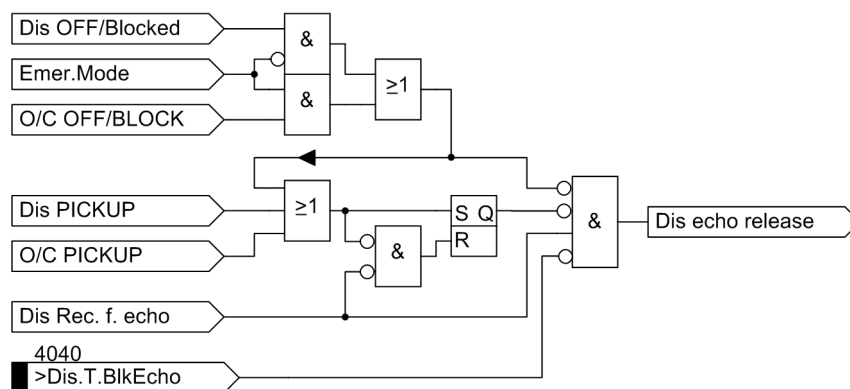 Dis OFF/Blocked
&
Emer.Mode
≥1
&
O/C OFF/BLOCK
Dis PICKUP
≥1
S Q
&
Dis echo release
R
&
O/C PICKUP
Dis Rec. f. echo
4040
>Dis.T.BlkEcho